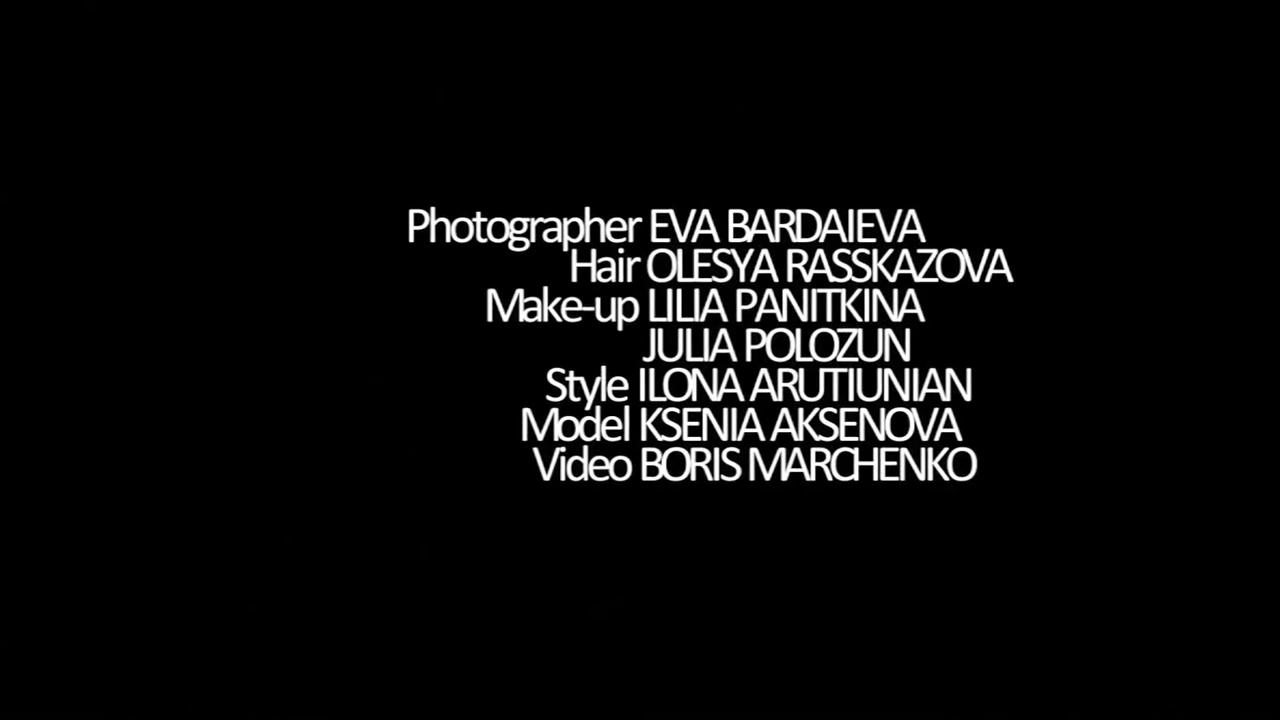 Photographer EVA BARDAIEVA
Hair OLESYA RASSKAZOVA
Make-up LILIA PANITKINA
JULIA POLOZUN
Style ILONA ARUTIUNIAN
Model KSENIA AKSENOVA
Video BORIS MARCHENKO